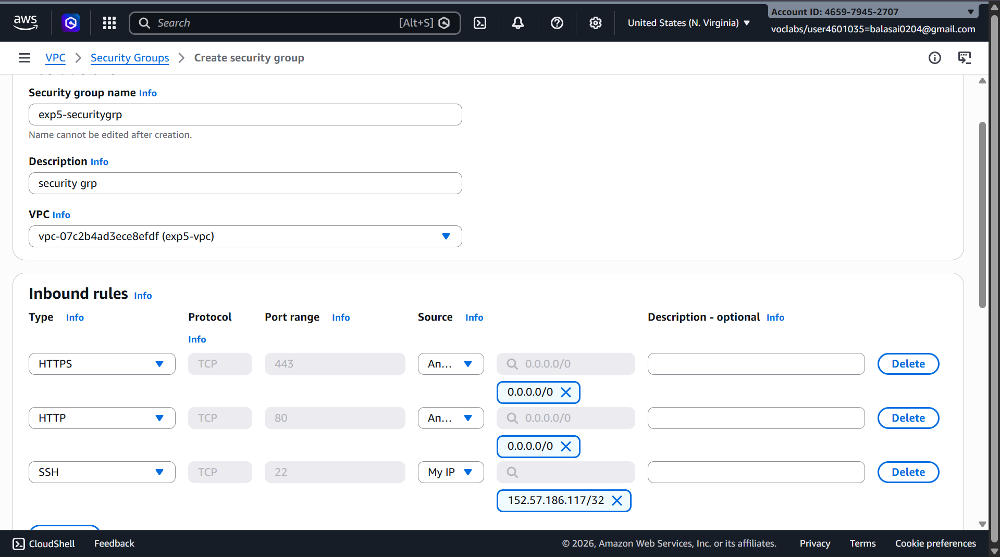 aws
Search [Alt+S]
United States (N. Virginia)
Account ID: 4659-7945-2707
voclabs/user4601035=balasai0204@gmail.com
VPC Security Groups Create security group
Security group name Info
exp5-securitygrp
Name cannot be edited after creation.
Description Info
security grp
VPC Info
vpc-07c2b4ad3ece8efdf (exp5-vpc)
Inbound rules Info
Type Info Protocol Info Port range Info Source Info Description - optional Info
HTTPS TCP 443 An... 0.0.0.0/0 Delete
0.0.0.0/0
HTTP TCP 80 An... 0.0.0.0/0 Delete
0.0.0.0/0
SSH TCP 22 My IP Delete
152.57.186.117/32
CloudShell Feedback © 2026, Amazon Web Services, Inc. or its affiliates. Privacy Terms Cookie preferences